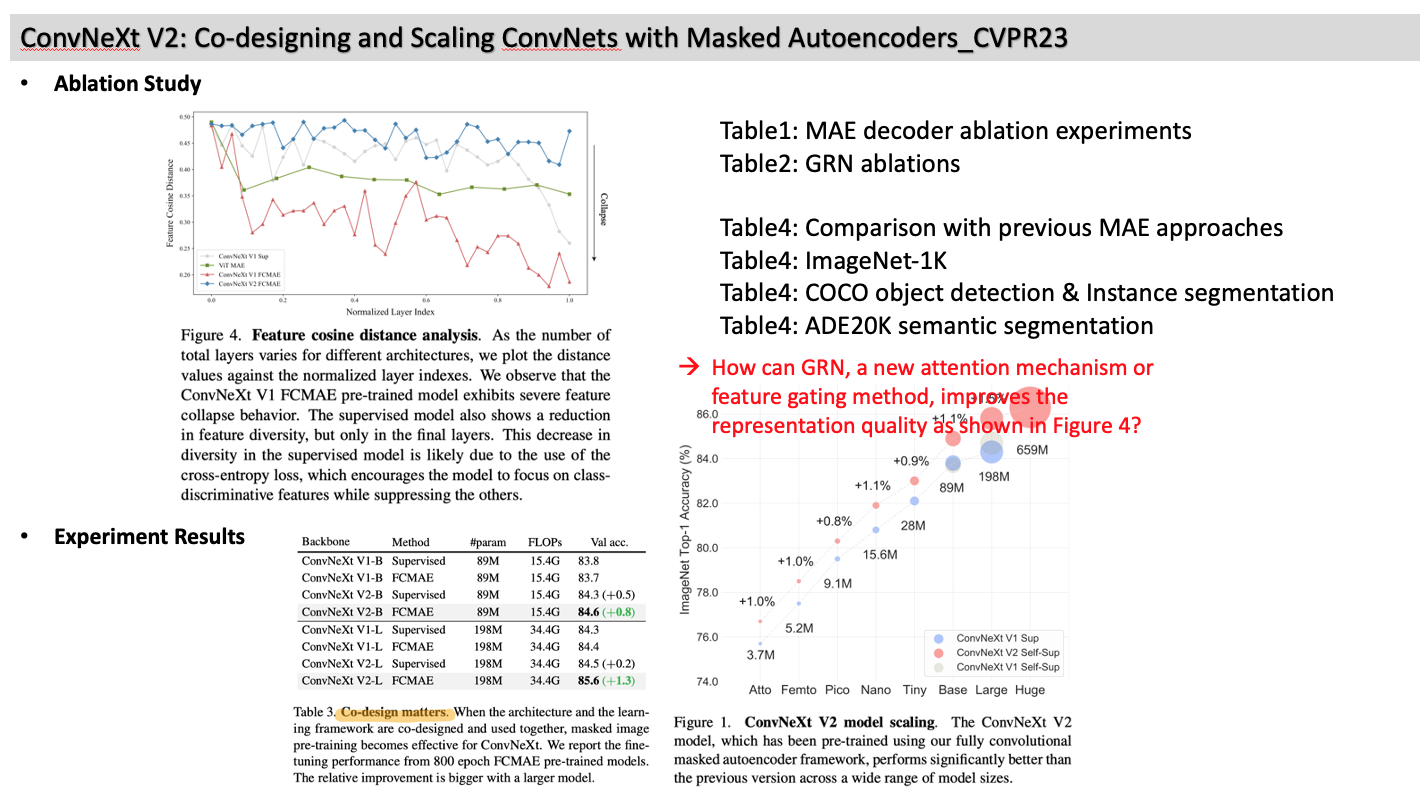 ConvNeXt V2: Co-designing and Scaling ConvNets with Masked Autoencoders_CVPR23
• Ablation Study
0.50
0.45
0.40
0.35
0.30
0.25
0.20
Feature Cosine Distance
Collapse
ConvNeXt V1 Sup
ViT MAE
ConvNeXt V1 FCMAE
ConvNeXt V2 FCMAE
0.0 0.2 0.4 0.6 0.8 1.0
Normalized Layer Index
Figure 4. Feature cosine distance analysis. As the number of
total layers varies for different architectures, we plot the distance
values against the normalized layer indexes. We observe that the
ConvNeXt V1 FCMAE pre-trained model exhibits severe feature
collapse behavior. The supervised model also shows a reduction
in feature diversity, but only in the final layers. This decrease in
diversity in the supervised model is likely due to the use of the
cross-entropy loss, which encourages the model to focus on class-
discriminative features while suppressing the others.
Table1: MAE decoder ablation experiments
Table2: GRN ablations
Table4: Comparison with previous MAE approaches
Table4: ImageNet-1K
Table4: COCO object detection & Instance segmentation
Table4: ADE20K semantic segmentation
→ How can GRN, a new attention mechanism or
feature gating method, improves the
representation quality as shown in Figure 4?
• Experiment Results
Backbone Method #param FLOPs Val acc.
ConvNeXt V1-B Supervised 89M 15.4G 83.8
ConvNeXt V1-B FCMAE 89M 15.4G 83.7
ConvNeXt V2-B Supervised 89M 15.4G 84.3 (+0.5)
ConvNeXt V2-B FCMAE 89M 15.4G 84.6 (+0.8)
ConvNeXt V1-L Supervised 198M 34.4G 84.3
ConvNeXt V1-L FCMAE 198M 34.4G 84.4
ConvNeXt V2-L Supervised 198M 34.4G 84.5 (+0.2)
ConvNeXt V2-L FCMAE 198M 34.4G 85.6 (+1.3)
Table 3. Co-design matters. When the architecture and the learn-
ing framework are co-designed and used together, masked image
pre-training becomes effective for ConvNeXt. We report the fine-
tuning performance from 800 epoch FCMAE pre-trained models.
The relative improvement is bigger with a larger model.
86.0
84.0
82.0
80.0
78.0
76.0
74.0
ImageNet Top-1 Accuracy (%)
+1.1%
659M
+0.9%
198M
89M
+1.1%
28M
+0.8%
15.6M
+1.0%
9.1M
+1.0%
5.2M
3.7M
ConvNeXt V1 Sup
ConvNeXt V2 Self-Sup
ConvNeXt V1 Self-Sup
Atto Femto Pico Nano Tiny Base Large Huge
Figure 1. ConvNeXt V2 model scaling. The ConvNeXt V2
model, which has been pre-trained using our fully convolutional
masked autoencoder framework, performs significantly better than
the previous version across a wide range of model sizes.